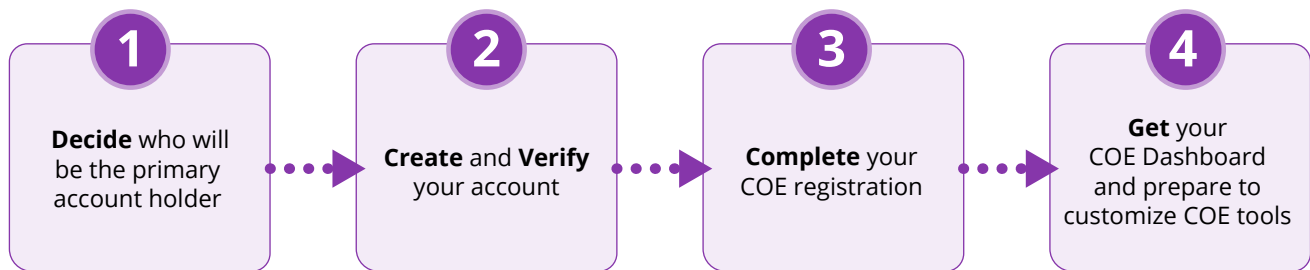 1
Decide who will
be the primary
account holder
2
Create and Verify
your account
3
Complete your
COE registration
4
Get your
COE Dashboard
and prepare to
customize COE tools